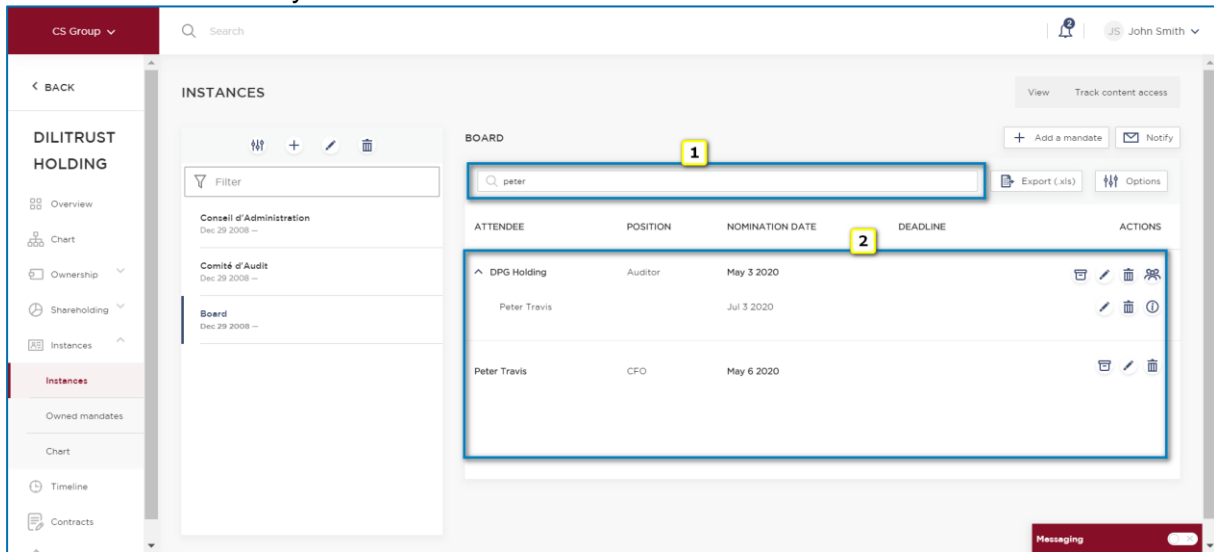 CS Group
Search
2
JS John Smith
BACK
DILITRUST
HOLDING
Overview
Chart
Ownership
Shareholding
Instances
Instances
Owned mandates
Chart
Timeline
Contracts
INSTANCES
View Track content access
Filter
Conseil d'Administration
Dec 29 2008 —
Comité d'Audit
Dec 29 2008 —
Board
Dec 29 2008 —
BOARD
+ Add a mandate Notify
1
peter
Export (.xls) Options
ATTENDEE POSITION NOMINATION DATE DEADLINE ACTIONS
2
DPG Holding Auditor May 3 2020
Peter Travis Jul 3 2020
Peter Travis CFO May 6 2020
Messaging